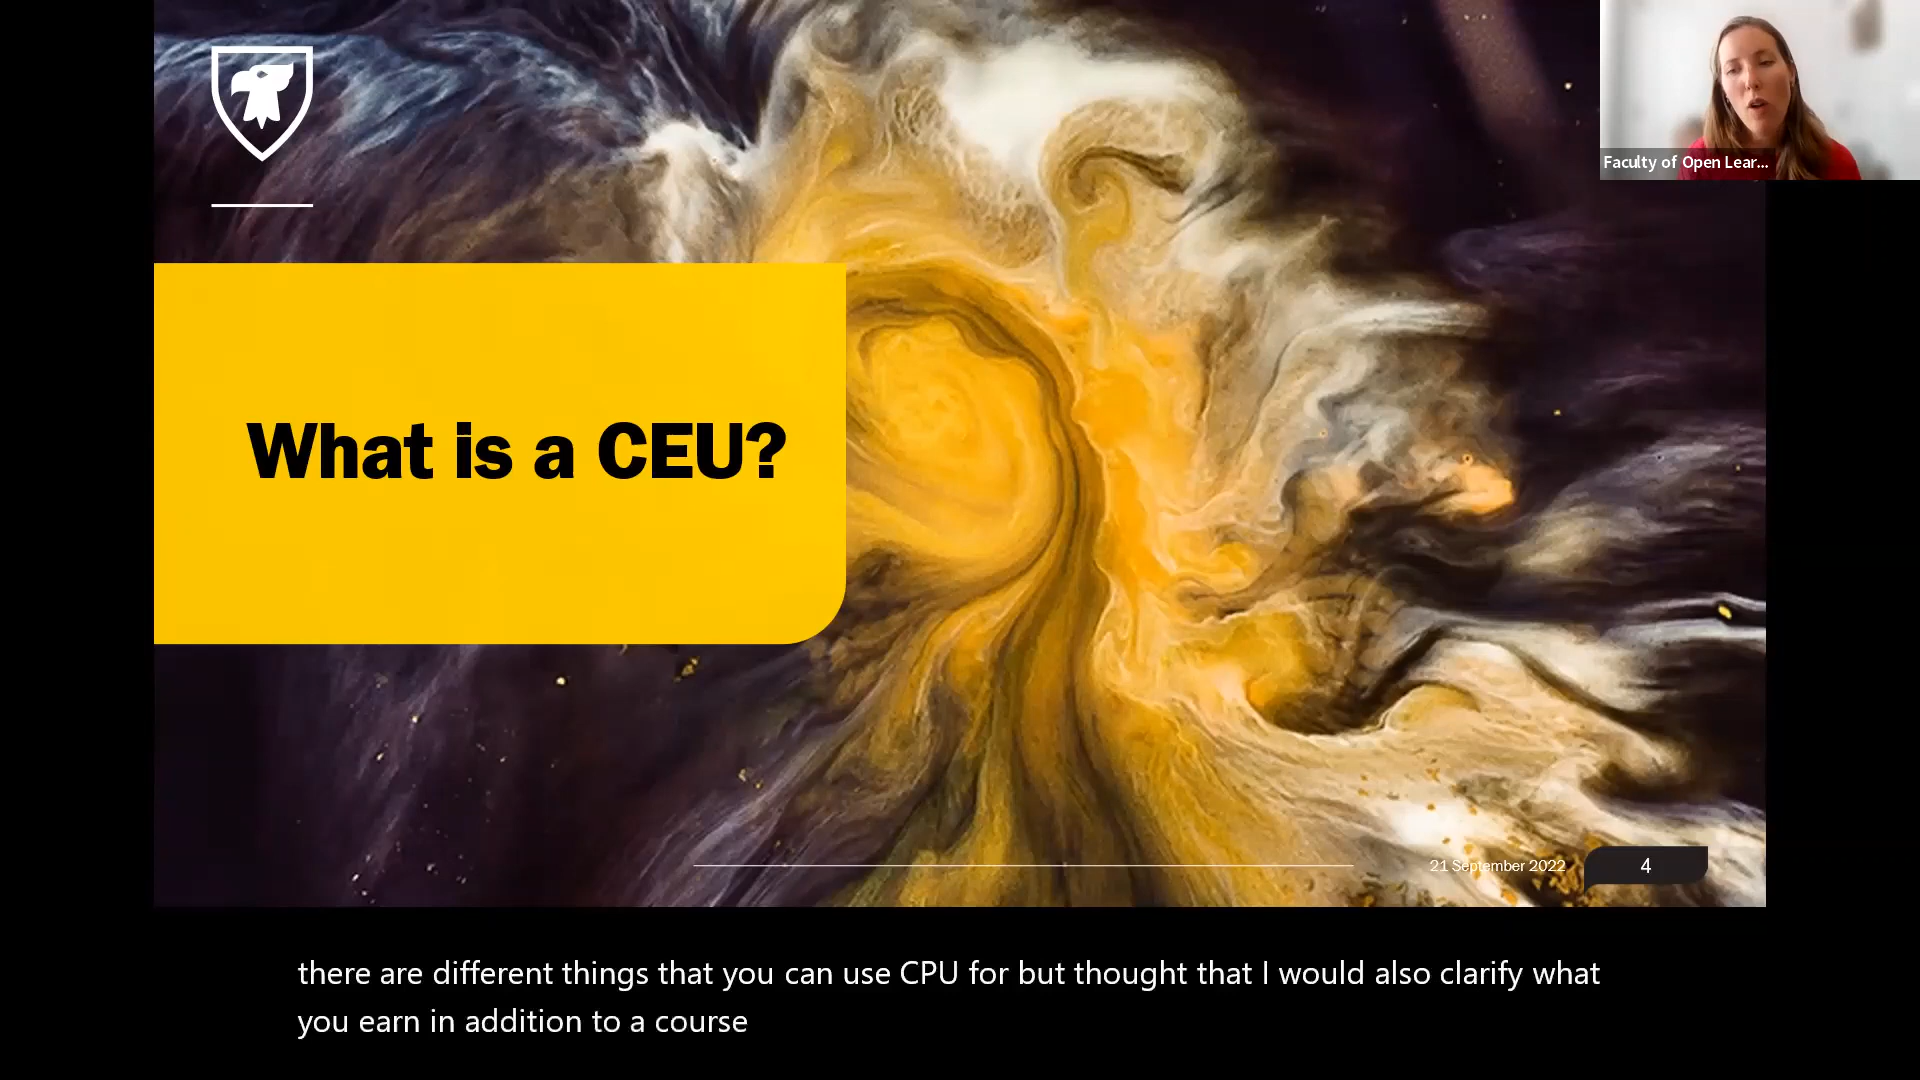 Faculty of Open Lear...
What is a CEU?
21 September 2022
4
there are different things that you can use CPU for but thought that I would also clarify what
you earn in addition to a course